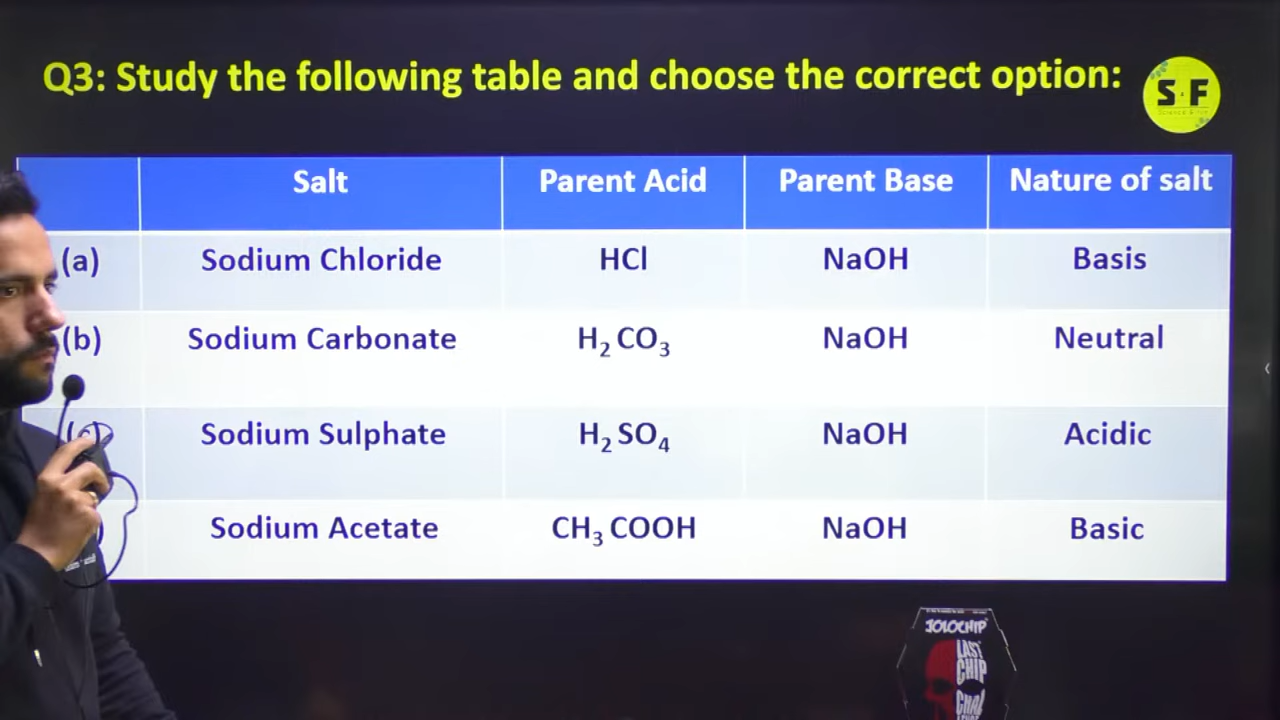 Q3: Study the following table and choose the correct option:
S F
Salt Parent Acid Parent Base Nature of salt
(a) Sodium Chloride HCl NaOH Basis
(b) Sodium Carbonate H₂ CO₃ NaOH Neutral
(c) Sodium Sulphate H₂ SO₄ NaOH Acidic
) Sodium Acetate CH₃ COOH NaOH Basic
JOLOCHIP
LAST
CHIP